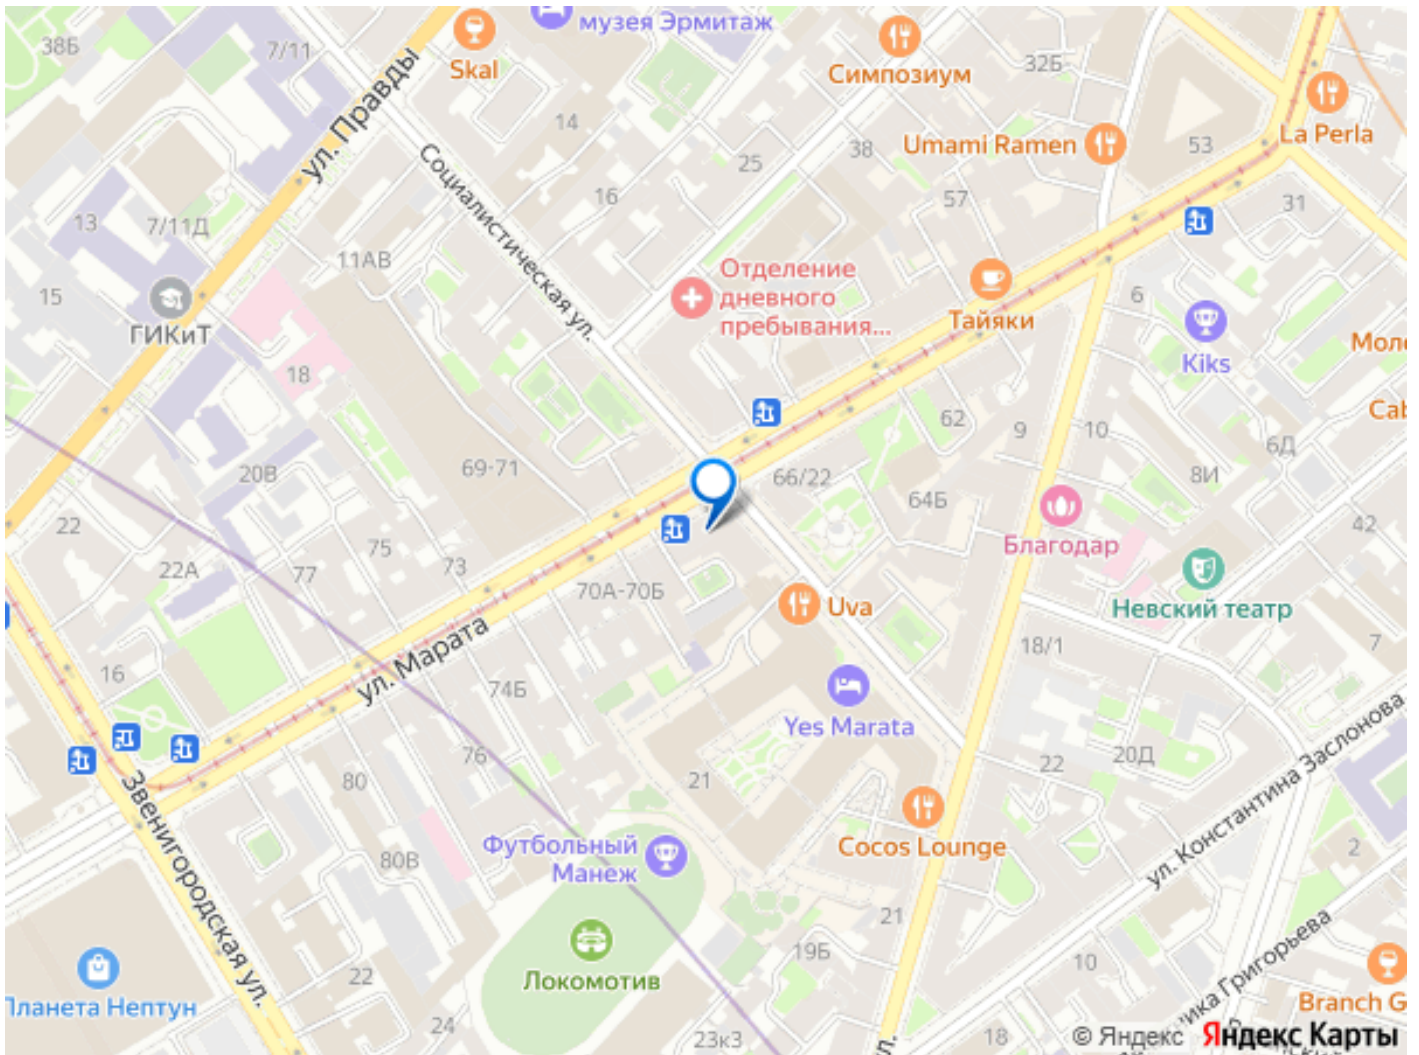 38Б
7/11
ул. Правды
Skal
музея Эрмитаж
Симпозиум
32Б
La Perla
Umami Ramen
53
14
25
38
16
57
31
Социалистическая ул.
13
7/11Д
11АВ
15
ГИКиТ
Отделение
дневного
пребывания...
Тайяки
6
Kiks
18
62
9
10
6Д
8И
69-71
20В
66/22
64Б
42
22
22А
75
77
73
70А-70Б
Благодар
Невский театр
Uva
ул. Марата
18/1
7
16
74Б
Yes Marata
76
80
21
22
20Д
ул. Константина Заслонова
Звенигородская ул.
80В
Футбольный
Манеж
Cocos Lounge
2
21
19Б
10
Локомотив
Планета Нептун
22
24
23к3
18
Branch G
© Яндекс
Яндекс Карты